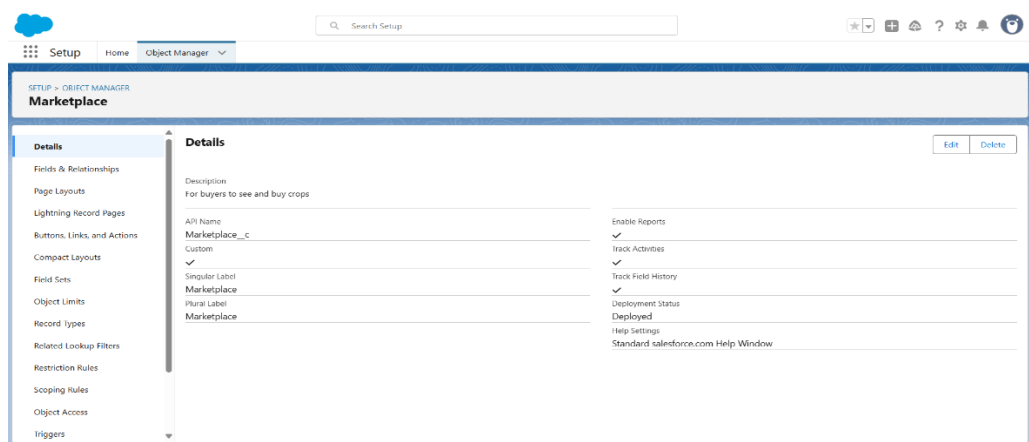 Search Setup
Setup Home Object Manager
SETUP > OBJECT MANAGER
Marketplace
Details
Fields & Relationships
Page Layouts
Lightning Record Pages
Buttons, Links, and Actions
Compact Layouts
Field Sets
Object Limits
Record Types
Related Lookup Filters
Restriction Rules
Scoping Rules
Object Access
Triggers
Details
Edit Delete
Description
For buyers to see and buy crops
API Name
Marketplace__c
Custom
Singular Label
Marketplace
Plural Label
Marketplace
Enable Reports
Track Activities
Track Field History
Deployment Status
Deployed
Help Settings
Standard salesforce.com Help Window